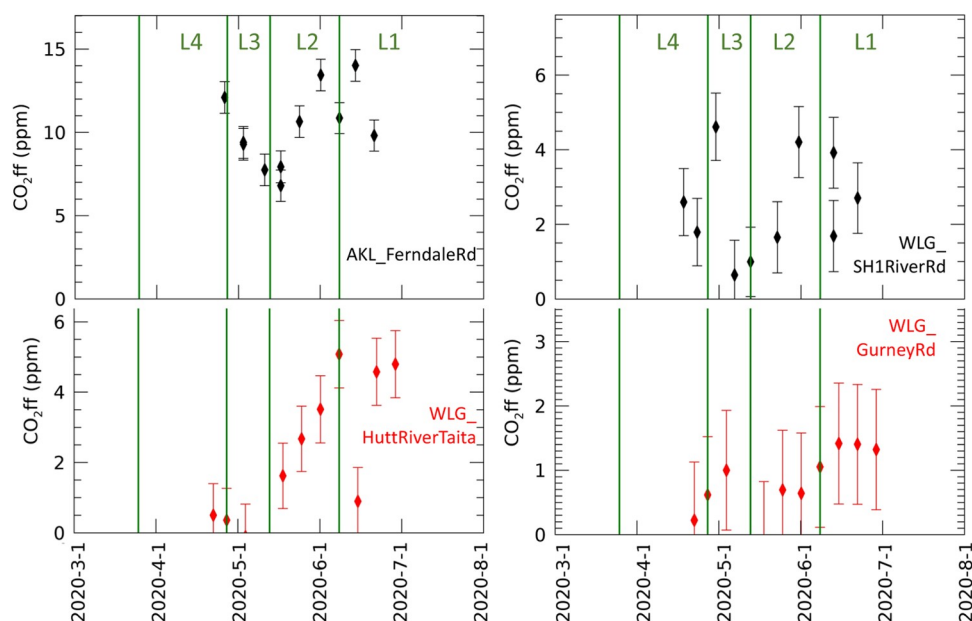 L4 L3 L2 L1
CO₂ff (ppm)
15
10
5
0
AKL_FerndaleRd
L4 L3 L2 L1
CO₂ff (ppm)
6
4
2
0
WLG_
SH1RiverRd
CO₂ff (ppm)
6
4
2
0
WLG_
HuttRiverTaita
2020-3-1
2020-4-1
2020-5-1
2020-6-1
2020-7-1
2020-8-1
CO₂ff (ppm)
3
2
1
0
WLG_
GurneyRd
2020-3-1
2020-4-1
2020-5-1
2020-6-1
2020-7-1
2020-8-1